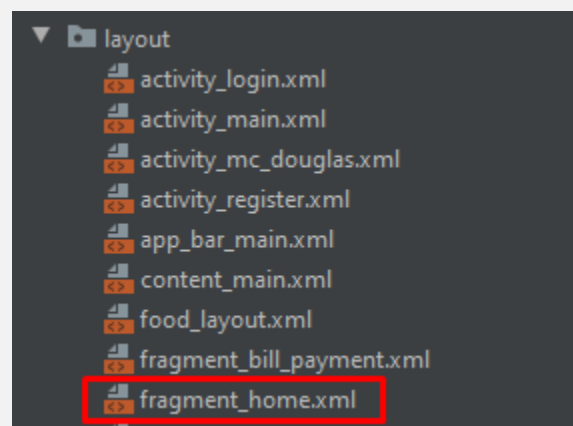 layout
activity_login.xml
activity_main.xml
activity_mc_douglas.xml
activity_register.xml
app_bar_main.xml
content_main.xml
food_layout.xml
fragment_bill_payment.xml
fragment_home.xml